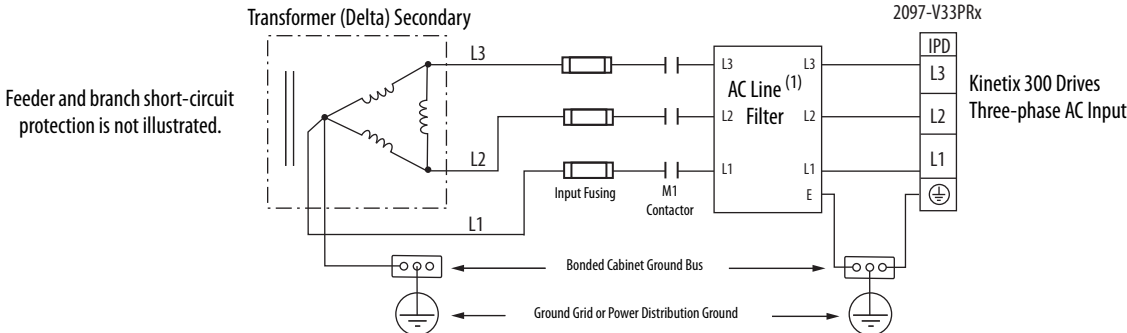 Transformer (Delta) Secondary
2097-V33PRx
Feeder and branch short-circuit
protection is not illustrated.
L3
L2
L1
Input Fusing
M1
Contactor
L3
L3
AC Line (1)
Filter
L2
L2
L1
L1
E
IPD
L3
L2
L1
Kinetix 300 Drives
Three-phase AC Input
Bonded Cabinet Ground Bus
Ground Grid or Power Distribution Ground